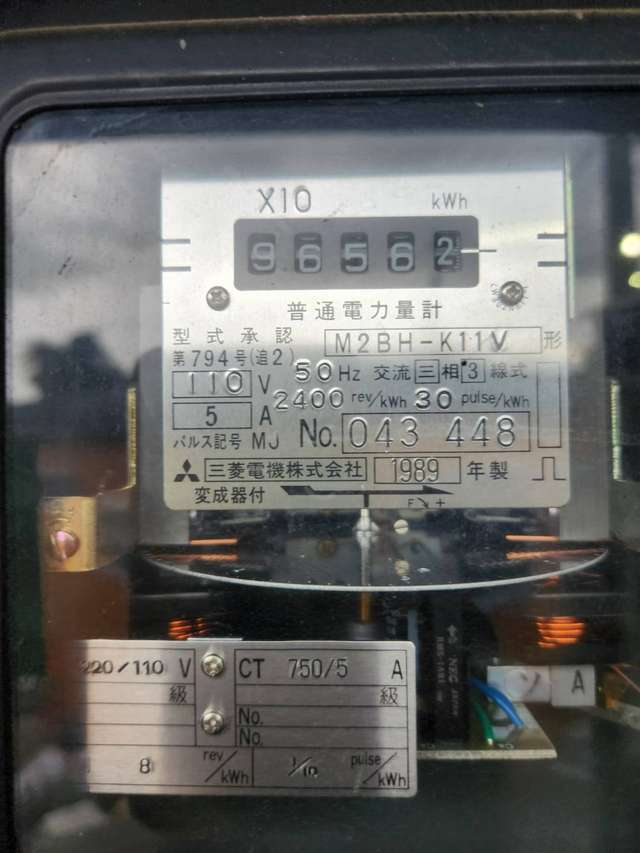 X10 kWh
96562
普通電力量計
型式承認 M2BH-K11V 形
第794号(追2)
110 V 50 Hz 交流 三 相 3 線式
5 A 2400 rev/kWh 30 pulse/kWh
パルス記号 MJ No. 043 448
三菱電機株式会社 1989 年製
変成器付
F +
220/110 V CT 750/5 A
級 級
No.
No.
8 rev/kWh 1/10 pulse/kWh
NEC
A